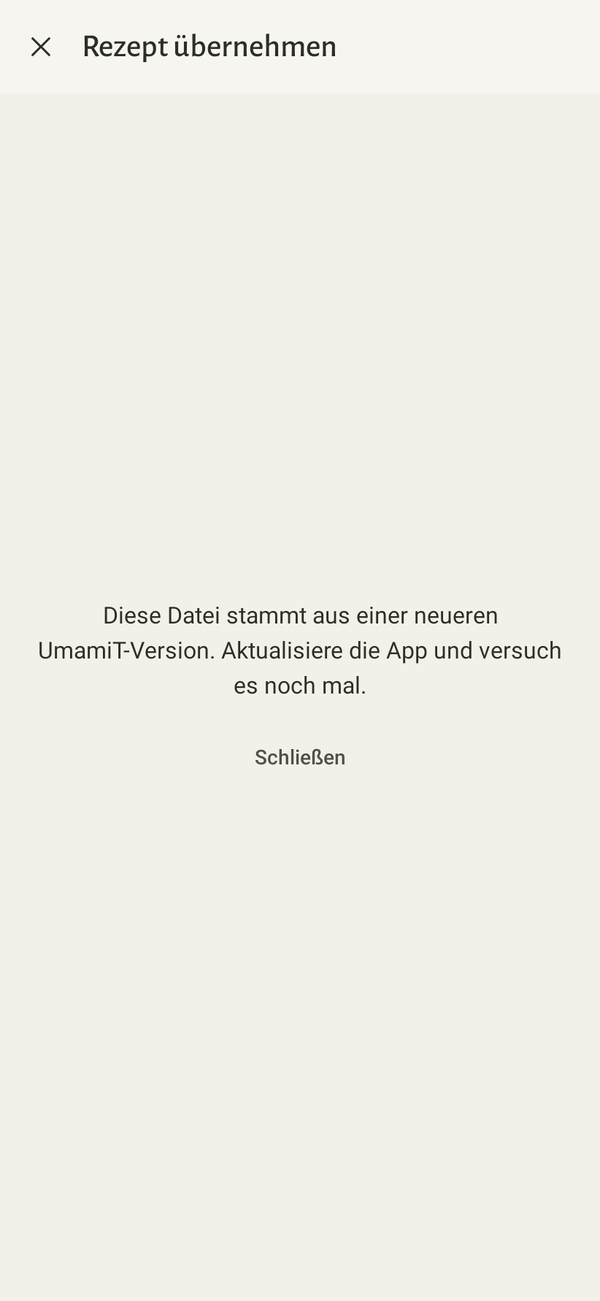 Rezept übernehmen
Diese Datei stammt aus einer neueren
UmamiT-Version. Aktualisiere die App und versuch
es noch mal.
Schließen